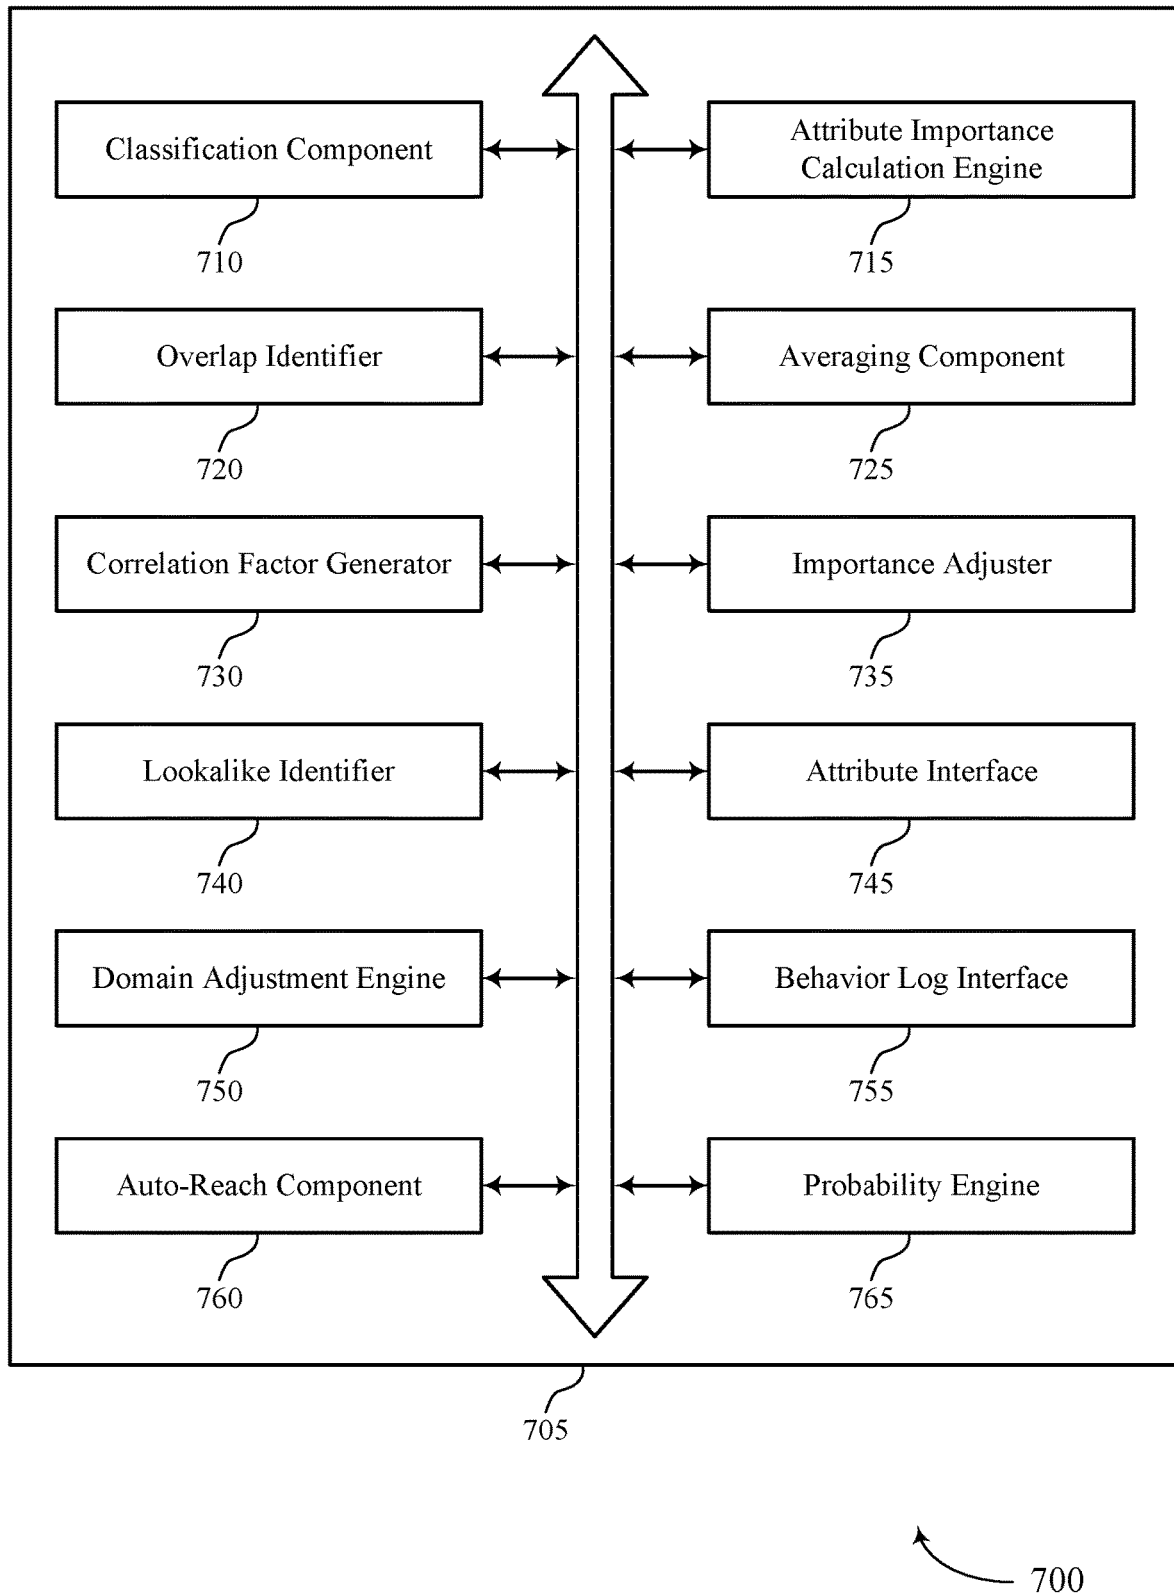 Classification Component
710
Attribute Importance
Calculation Engine
715
Overlap Identifier
720
Averaging Component
725
Correlation Factor Generator
730
Importance Adjuster
735
Lookalike Identifier
740
Attribute Interface
745
Domain Adjustment Engine
750
Behavior Log Interface
755
Auto-Reach Component
760
Probability Engine
765
705
700